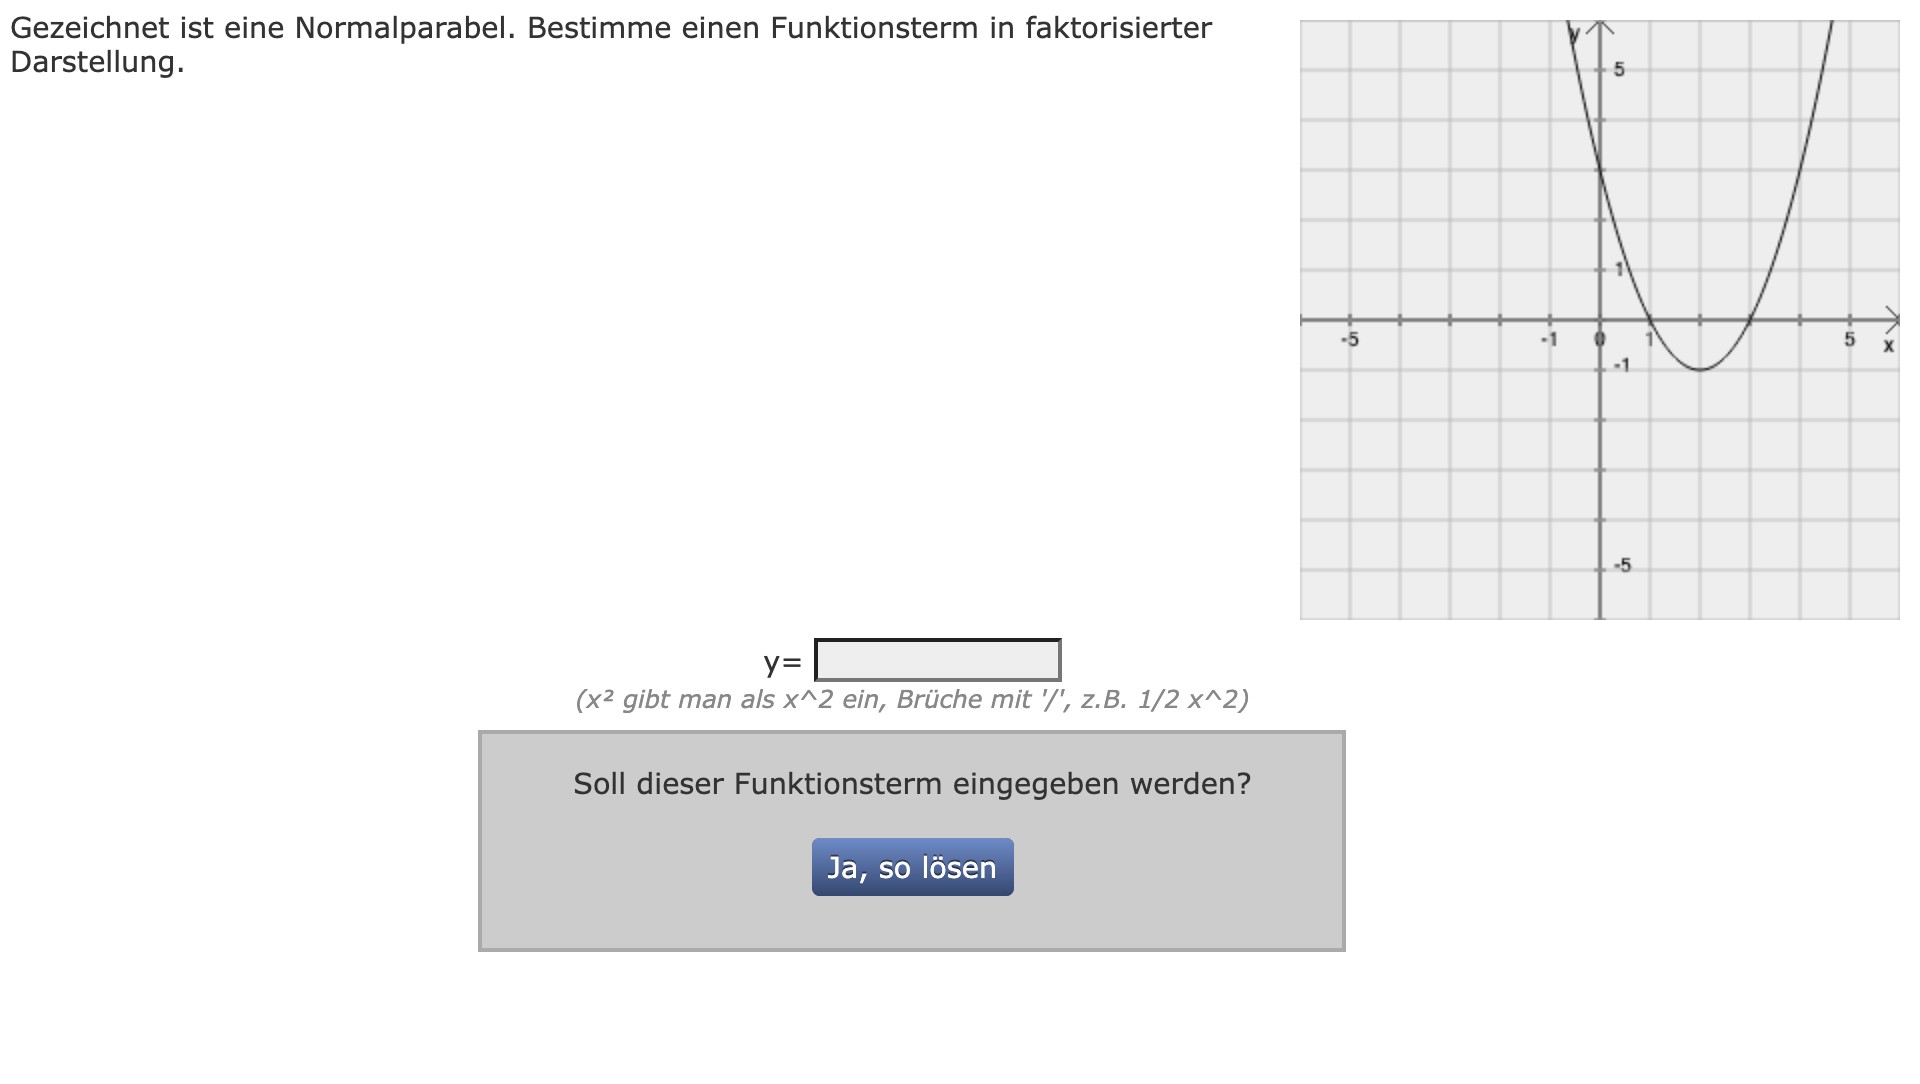 Gezeichnet ist eine Normalparabel. Bestimme einen Funktionsterm in faktorisierter
Darstellung.
y
5
1
-5 -1 0 1 5 x
-1
-5
y=
(x² gibt man als x^2 ein, Brüche mit '/', z.B. 1/2 x^2)
Soll dieser Funktionsterm eingegeben werden?
Ja, so lösen